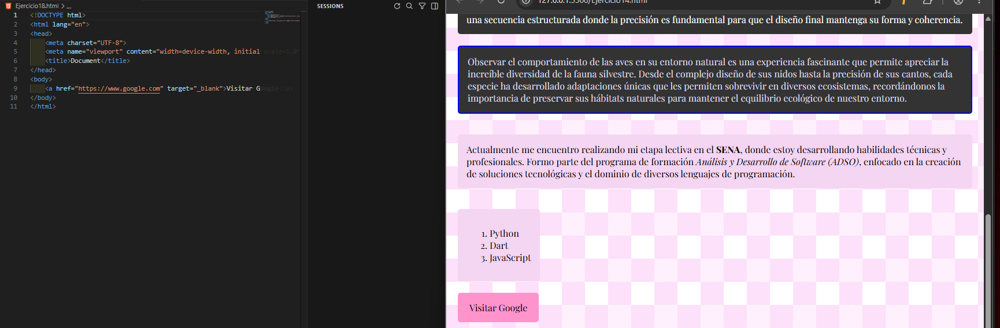 Ejercicio18.html > ...
1 <!DOCTYPE html>
2 <html lang="en">
3 <head>
4 <meta charset="UTF-8">
5 <meta name="viewport" content="width=device-width, initial-scale=1.0"
6 <title>Document</title>
7 </head>
8 <body>
9 <a href="https://www.google.com" target="_blank">Visitar Google</a>
10 </body>
11 </html>
SESSIONS
127.0.0.1:5500/Ejercicio14.html
una secuencia estructurada donde la precisión es fundamental para que el diseño final mantenga su forma y coherencia.
Observar el comportamiento de las aves en su entorno natural es una experiencia fascinante que permite apreciar la
increíble diversidad de la fauna silvestre. Desde el complejo diseño de sus nidos hasta la precisión de sus cantos, cada
especie ha desarrollado adaptaciones únicas que les permiten sobrevivir en diversos ecosistemas, recordándonos la
importancia de preservar sus hábitats naturales para mantener el equilibrio ecológico de nuestro entorno.
Actualmente me encuentro realizando mi etapa lectiva en el SENA, donde estoy desarrollando habilidades técnicas y
profesionales. Formo parte del programa de formación Análisis y Desarrollo de Software (ADSO), enfocado en la creación
de soluciones tecnológicas y el dominio de diversos lenguajes de programación.
1. Python
2. Dart
3. JavaScript
Visitar Google